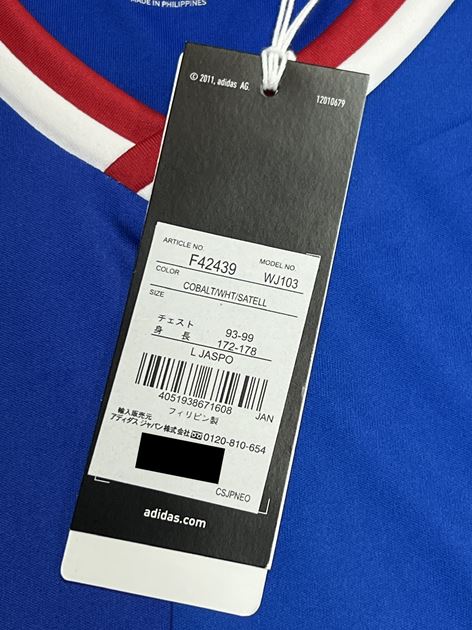 MADE IN PHILIPPINES
© 2011, adidas AG.
12010679
ARTICLE NO. F42439 MODEL NO. WJ103
COLOR COBALT/WHT/SATELL
SIZE
チェスト 93-99
身長 172-178
L JASPO
4051938671608 JAN
輸入販売元 フィリピン製
アディダス ジャパン株式会社 0120-810-654
CSJPNEO
adidas.com